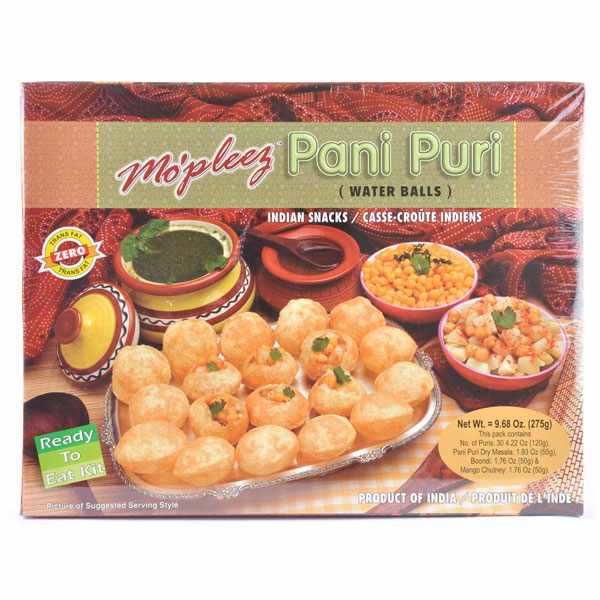 Mo'pleez™ Pani Puri
( WATER BALLS )
INDIAN SNACKS / CASSE-CROÛTE INDIENS
TRANS FAT
ZERO
TRANS FAT
Ready
To
Eat Kit
Net Wt. = 9.68 Oz. (275g)
This pack contains
No. of Puris: 30 4.22 Oz (120g),
Pani Puri Dry Masala: 1.93 Oz (55g),
Boondi: 1.76 Oz (50g) &
Mango Chutney: 1.76 Oz (50g).
PRODUCT OF INDIA / PRODUIT DE L'INDE
Picture of Suggested Serving Style